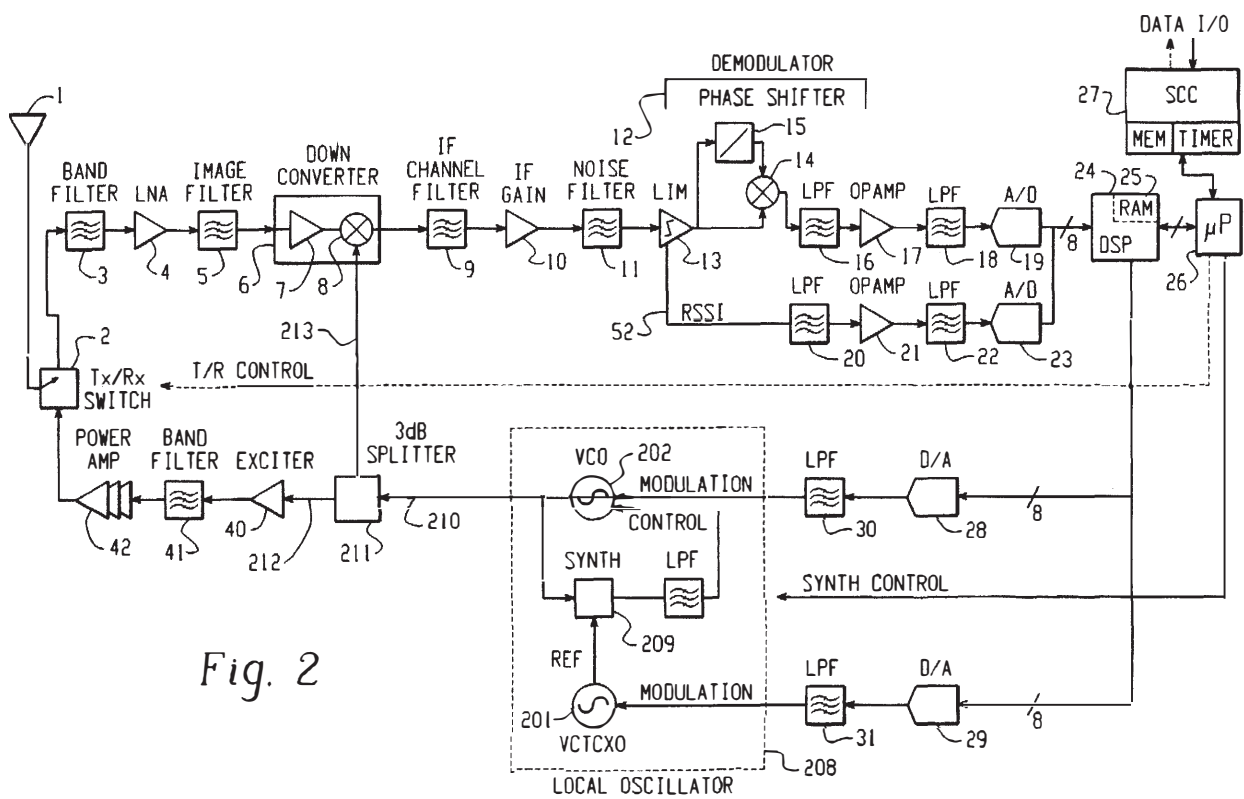 DATA I/O
DEMODULATOR
PHASE SHIFTER
1
12
15
14
27
SCC
MEM TIMER
BAND
FILTER
LNA
IMAGE
FILTER
DOWN
CONVERTER
IF
CHANNEL
FILTER
IF
GAIN
NOISE
FILTER
LIM
LPF
OPAMP
LPF
A/D
24
25
RAM
DSP
μP
8
3
4
5
6
7
8
9
10
11
13
16
17
18
19
26
RSSI
52
LPF
OPAMP
LPF
A/D
20
21
22
23
213
2
Tx/Rx
SWITCH
T/R CONTROL
POWER
AMP
BAND
FILTER
EXCITER
3dB
SPLITTER
VCO
202
MODULATION
CONTROL
LPF
D/A
8
42
41
40
212
211
210
30
28
SYNTH
LPF
209
SYNTH CONTROL
REF
Fig. 2
201
VCTCXO
MODULATION
LPF
D/A
8
31
29
208
LOCAL OSCILLATOR